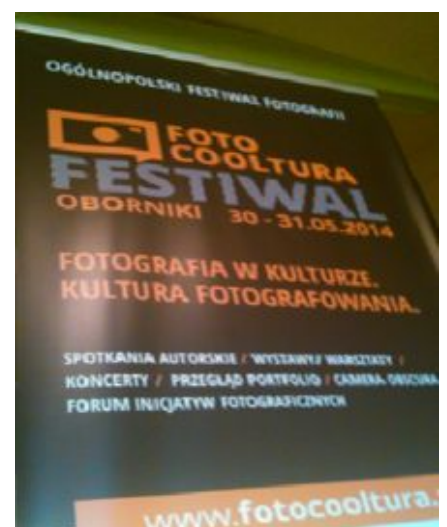 OGÓLNOPOLSKI FESTIWAL FOTOGRAFII
FOTO
COOLTURA
FESTIWAL
OBORNIKI 30 - 31.05.2014
FOTOGRAFIA W KULTURZE.
KULTURA FOTOGRAFOWANIA.
SPOTKANIA AUTORSKIE / WYSTAWY / WARSZTATY /
KONCERTY / PRZEGLĄD PORTFOLIO / CAMERA OBSCURA
FORUM INICJATYW FOTOGRAFICZNYCH
www.fotocooltura.